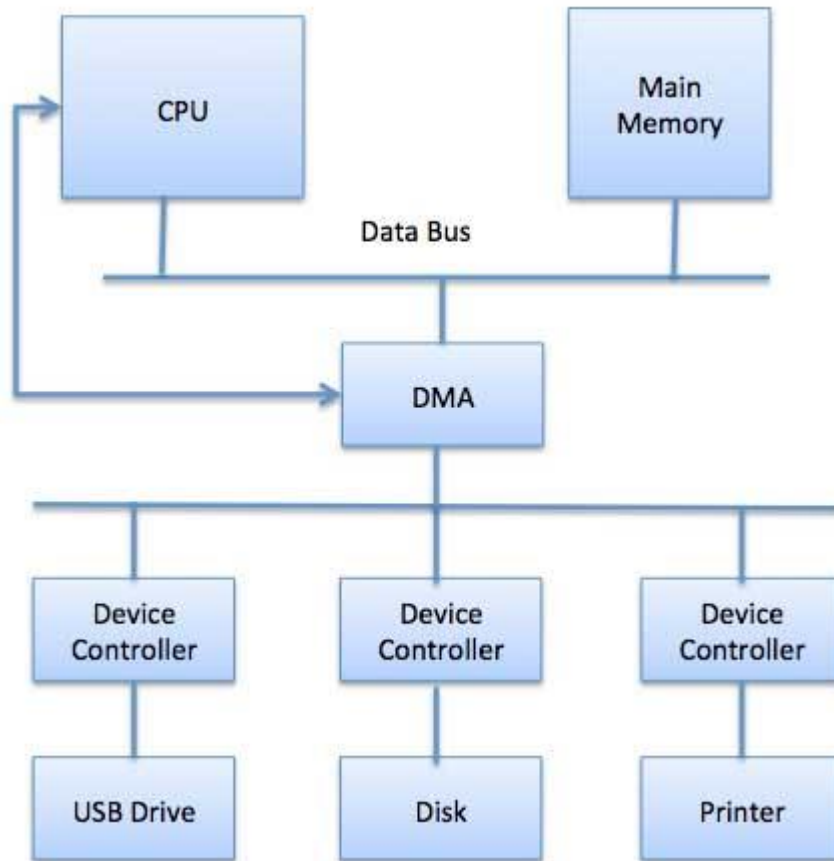 CPU
Main
Memory
Data Bus
DMA
Device
Controller
Device
Controller
Device
Controller
USB Drive
Disk
Printer